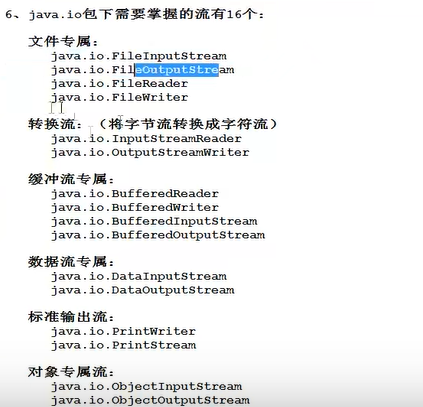 6、java.io包下需要掌握的流有16个：
文件专属：
java.io.FileInputStream
java.io.FileOutputStream
java.io.FileReader
java.io.FileWriter
转换流：（将字节流转换成字符流）
java.io.InputStreamReader
java.io.OutputStreamWriter
缓冲流专属：
java.io.BufferedReader
java.io.BufferedWriter
java.io.BufferedInputStream
java.io.BufferedOutputStream
数据流专属：
java.io.DataInputStream
java.io.DataOutputStream
标准输出流：
java.io.PrintWriter
java.io.PrintStream
对象专属流：
java.io.ObjectInputStream
java.io.ObjectOutputStream